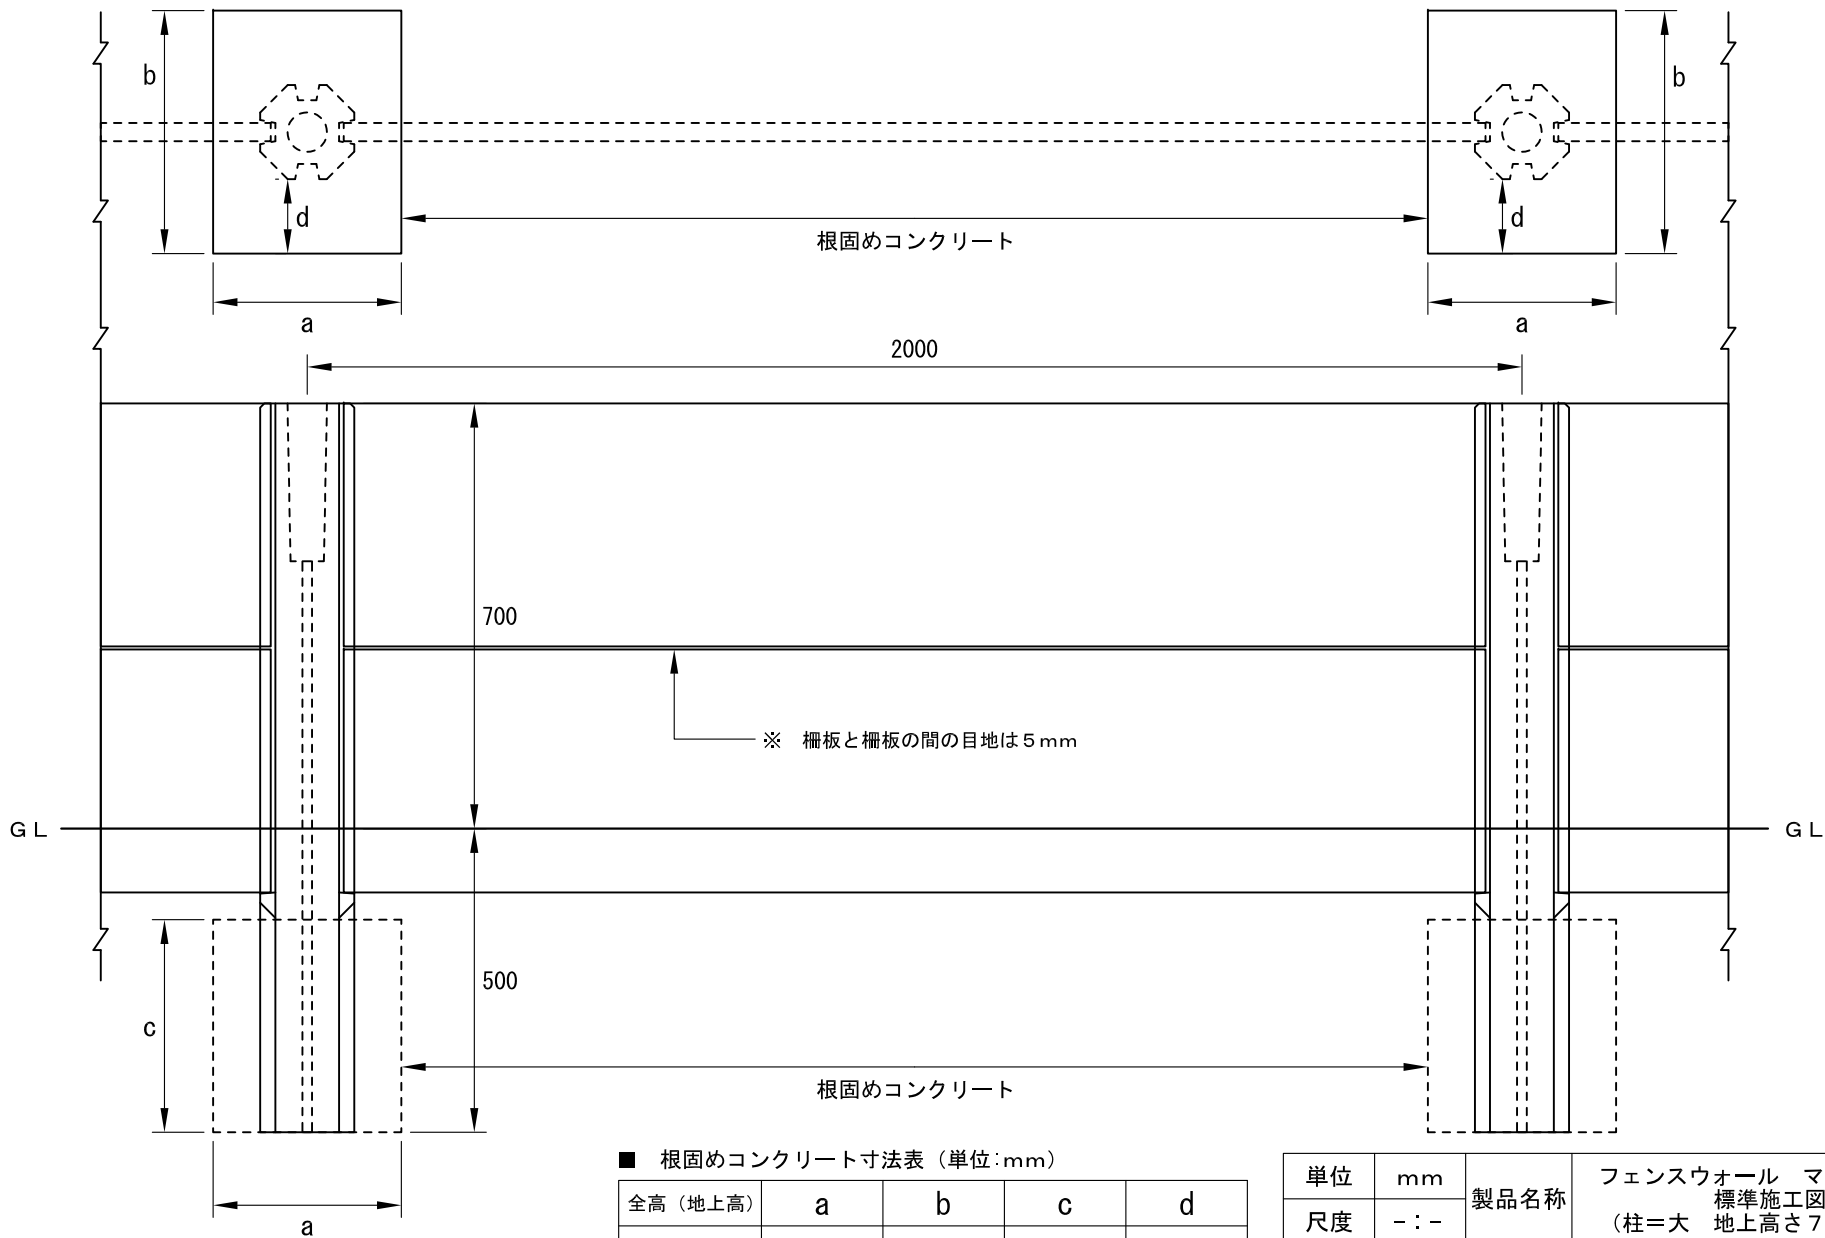 b
b
d
d
根固めコンクリート
a
a
2000
700
※ 柵板と柵板の間の目地は5mm
GL
GL
500
c
根固めコンクリート
a
■ 根固めコンクリート寸法表(単位:mm)
全高(地上高) a b c d
単位 mm
尺度 -:-
製品名称
フェンスウォール マ
標準施工図
(柱=大 地上高さ7